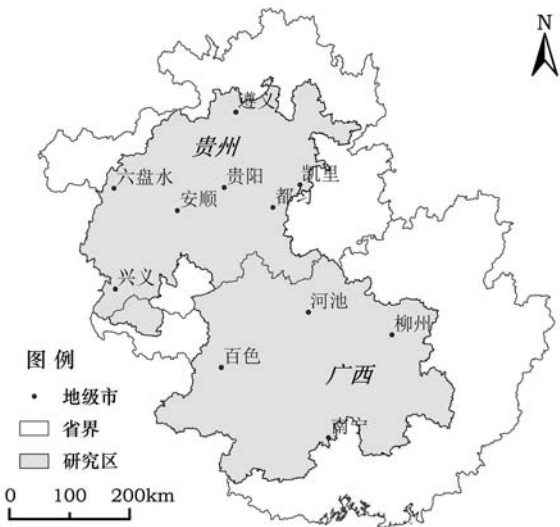 N
遵义
贵州
六盘水
贵阳
凯里
安顺
都匀
兴义
河池
柳州
百色
广西
南宁
图 例
地级市
省界
研究区
0 100 200km